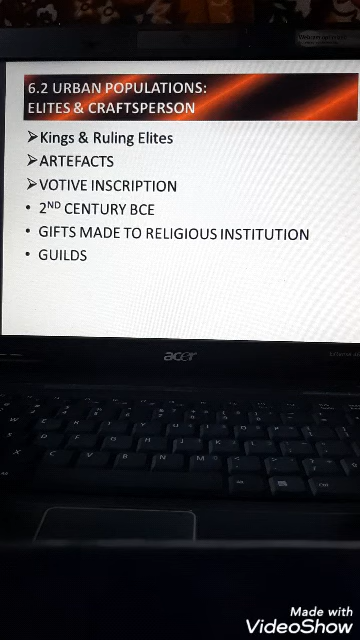 6.2 URBAN POPULATIONS:
ELITES & CRAFTSPERSON
➢Kings & Ruling Elites
➢ARTEFACTS
➢VOTIVE INSCRIPTION
• 2ND CENTURY BCE
• GIFTS MADE TO RELIGIOUS INSTITUTION
• GUILDS
acer
Made with
VideoShow